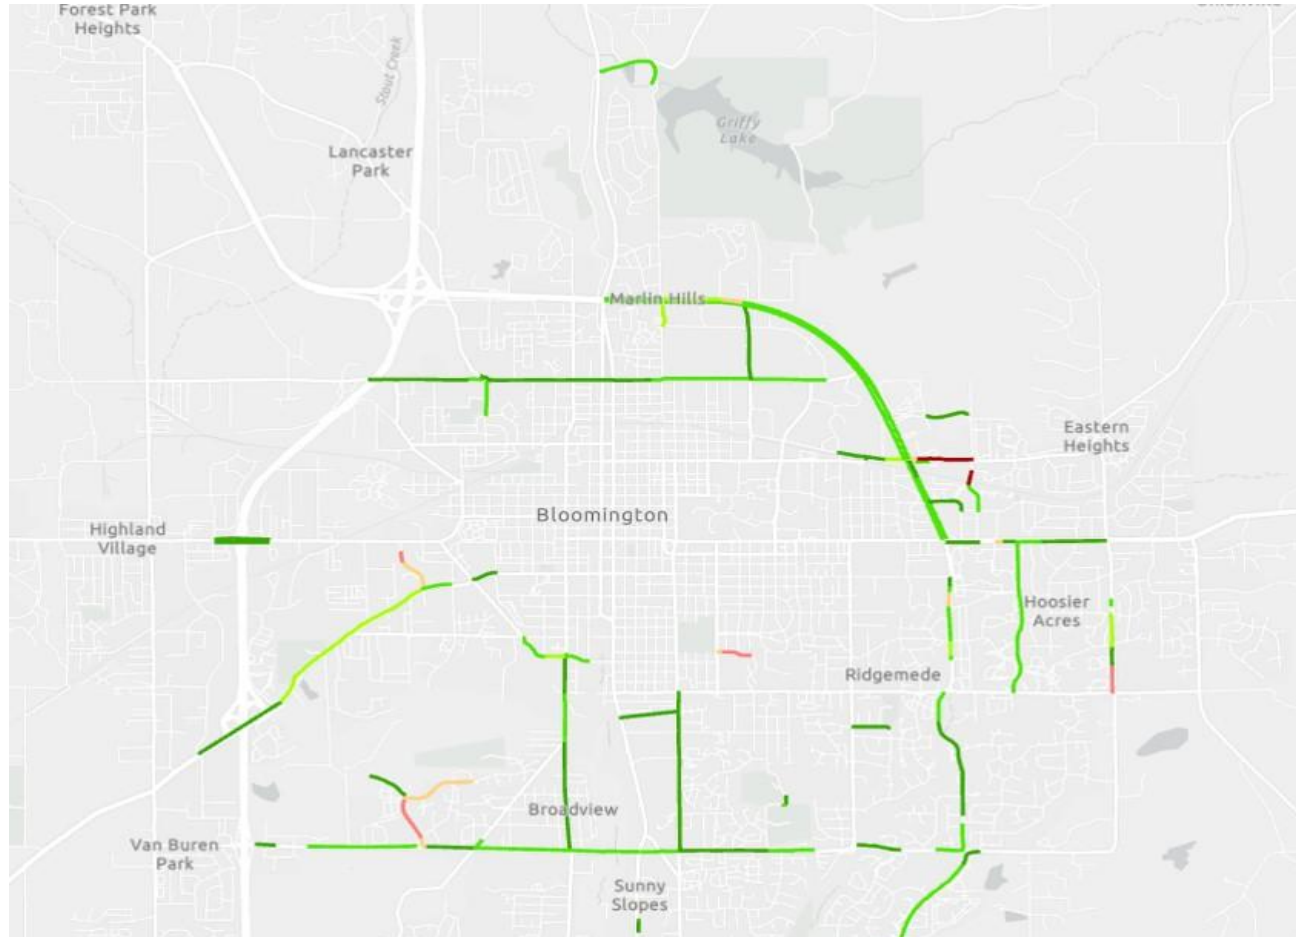 Forest Park
Heights
Stout Creek
Griffy
Lake
Lancaster
Park
Marlin Hills
Eastern
Heights
Bloomington
Highland
Village
Hoosier
Acres
Ridgemede
Broadview
Van Buren
Park
Sunny
Slopes